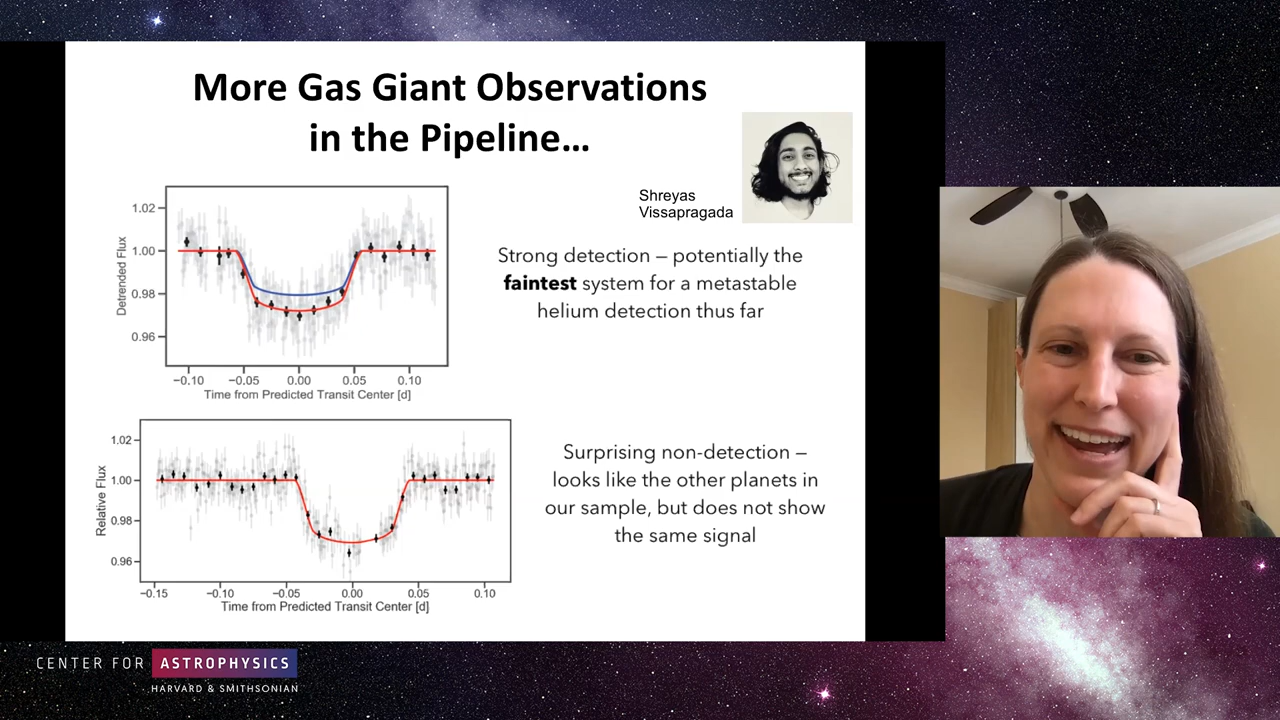 More Gas Giant Observations
in the Pipeline…
Shreyas
Vissapragada
1.02
1.00
0.98
0.96
Detrended Flux
−0.10
−0.05
0.00
0.05
0.10
Time from Predicted Transit Center [d]
Strong detection – potentially the
faintest system for a metastable
helium detection thus far
1.02
1.00
0.98
0.96
Relative Flux
−0.15
−0.10
−0.05
0.00
0.05
0.10
Time from Predicted Transit Center [d]
Surprising non-detection –
looks like the other planets in
our sample, but does not show
the same signal
CENTER FOR ASTROPHYSICS
HARVARD & SMITHSONIAN